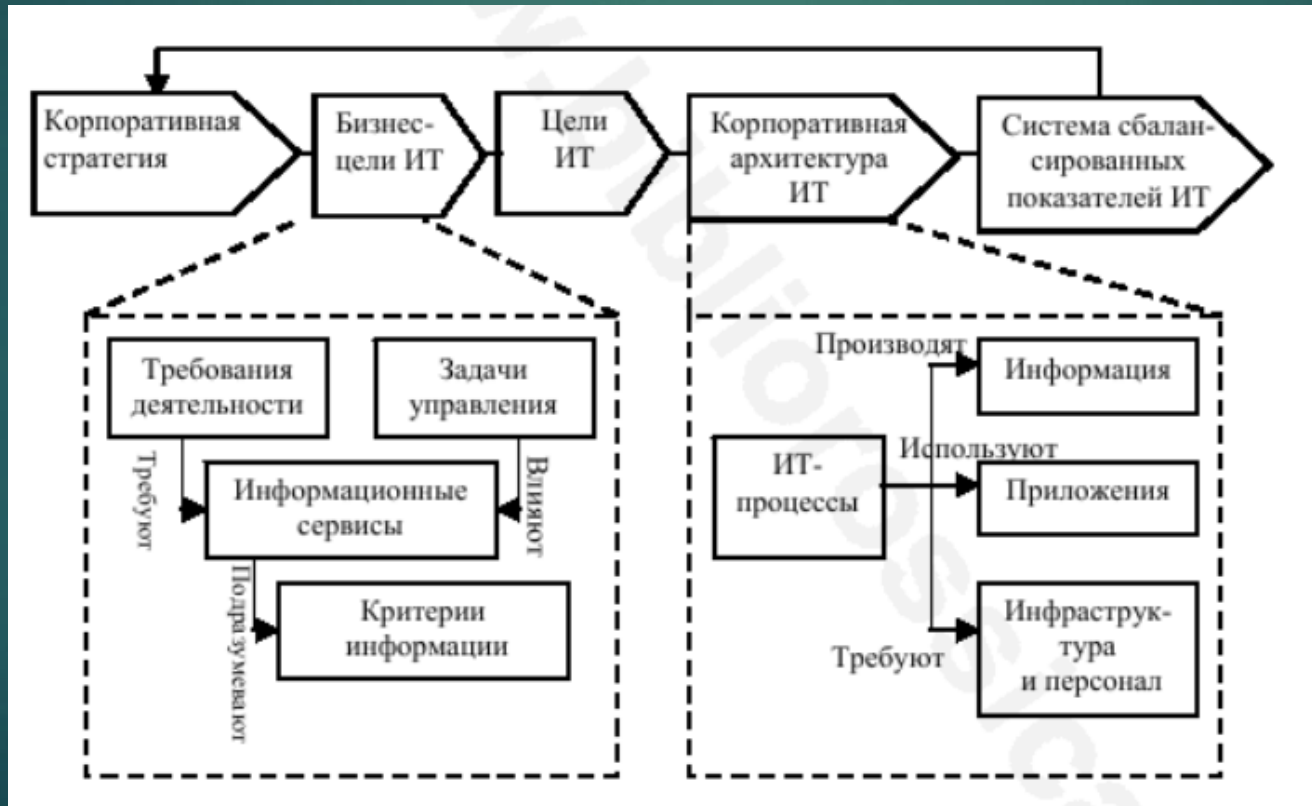 Корпоративная
стратегия
Бизнес-
цели ИТ
Цели
ИТ
Корпоративная
архитектура
ИТ
Система сбалан-
сированных
показателей ИТ
Требования
деятельности
Задачи
управления
Требуют
Влияют
Информационные
сервисы
Подразумевают
Критерии
информации
Производят
Информация
ИТ-
процессы
Используют
Приложения
Требуют
Инфраструк-
тура
и персонал
w.bibliorossic